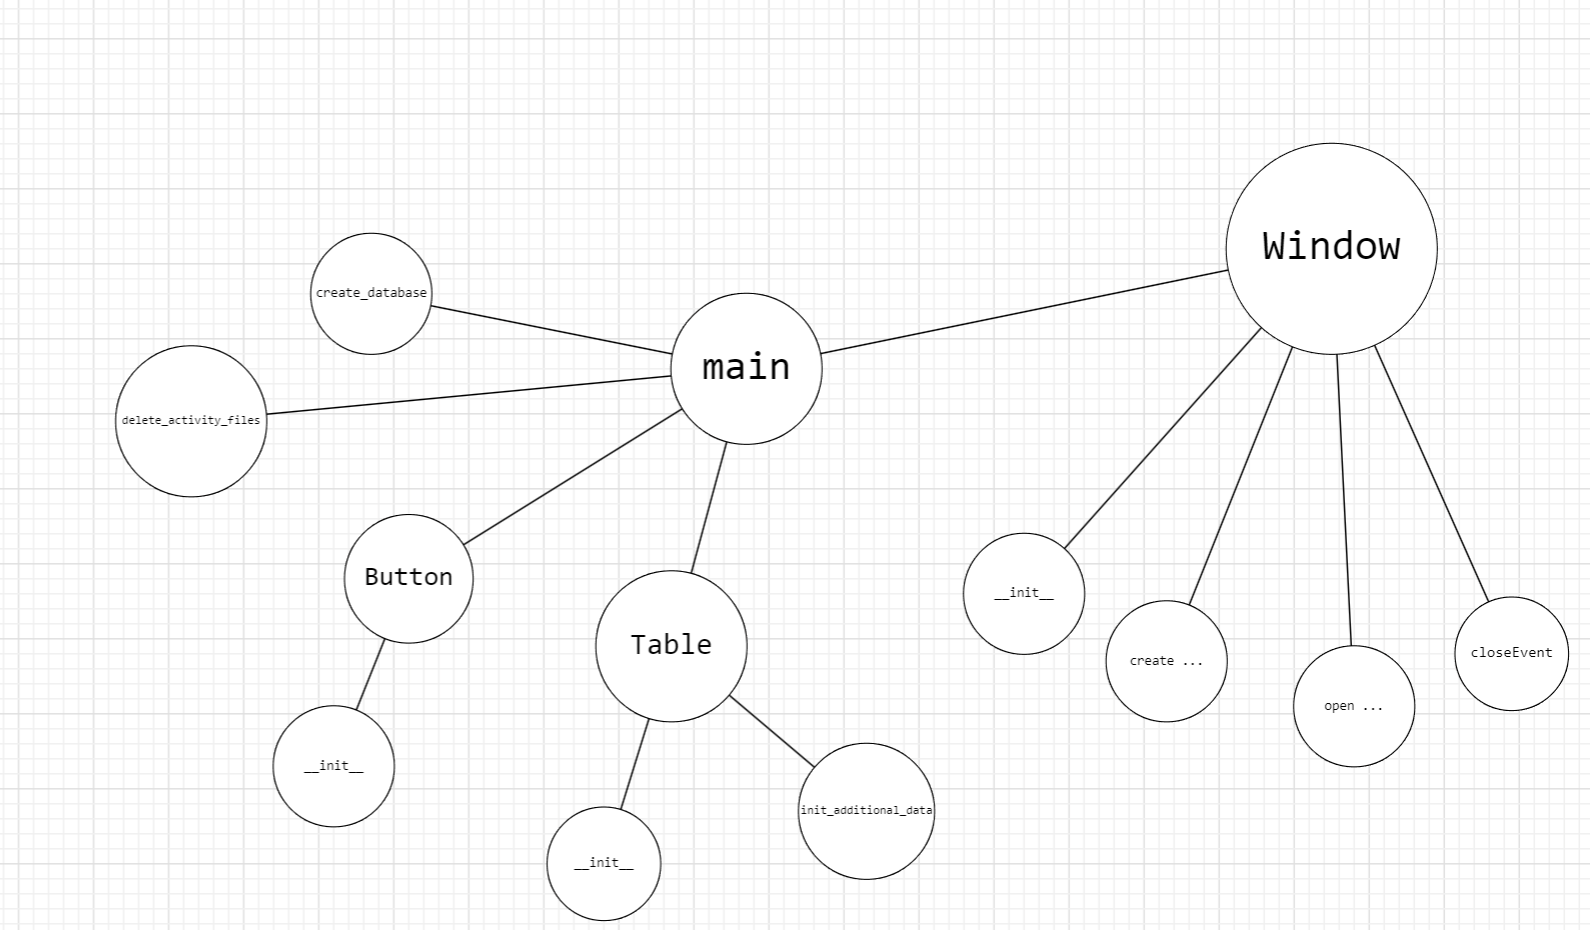 Window
create_database
main
delete_activity_files
Button
Table
__init__
create ...
open ...
closeEvent
__init__
init_additional_data
__init__